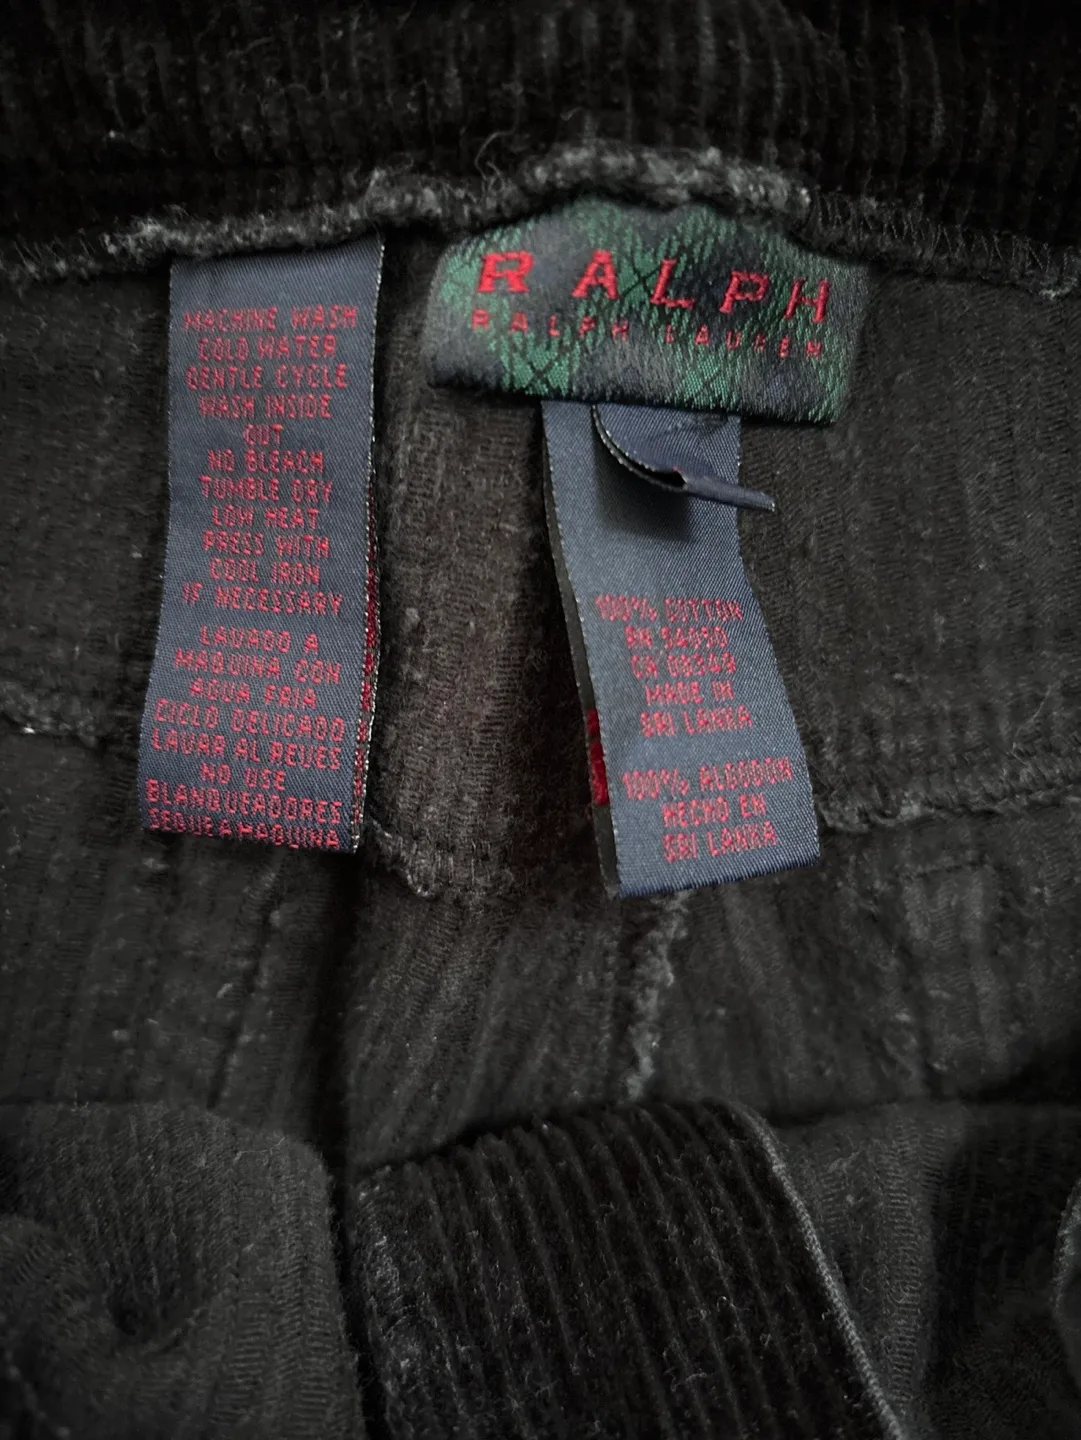 MACHINE WASH
COLD WATER
GENTLE CYCLE
WASH INSIDE
OUT
NO BLEACH
TUMBLE DRY
LOW HEAT
PRESS WITH
COOL IRON
IF NECESSARY
LAVADO A
MAQUINA CON
AGUA FRIA
CICLO DELICADO
LAVAR AL REVES
NO USE
BLANQUEADORES
SEQUE A MAQUINA
RALPH
RALPH LAUREN
100% COTTON
RN 54050
CA 03349
MADE IN
SRI LANKA
100% ALGODON
HECHO EN
SRI LANKA